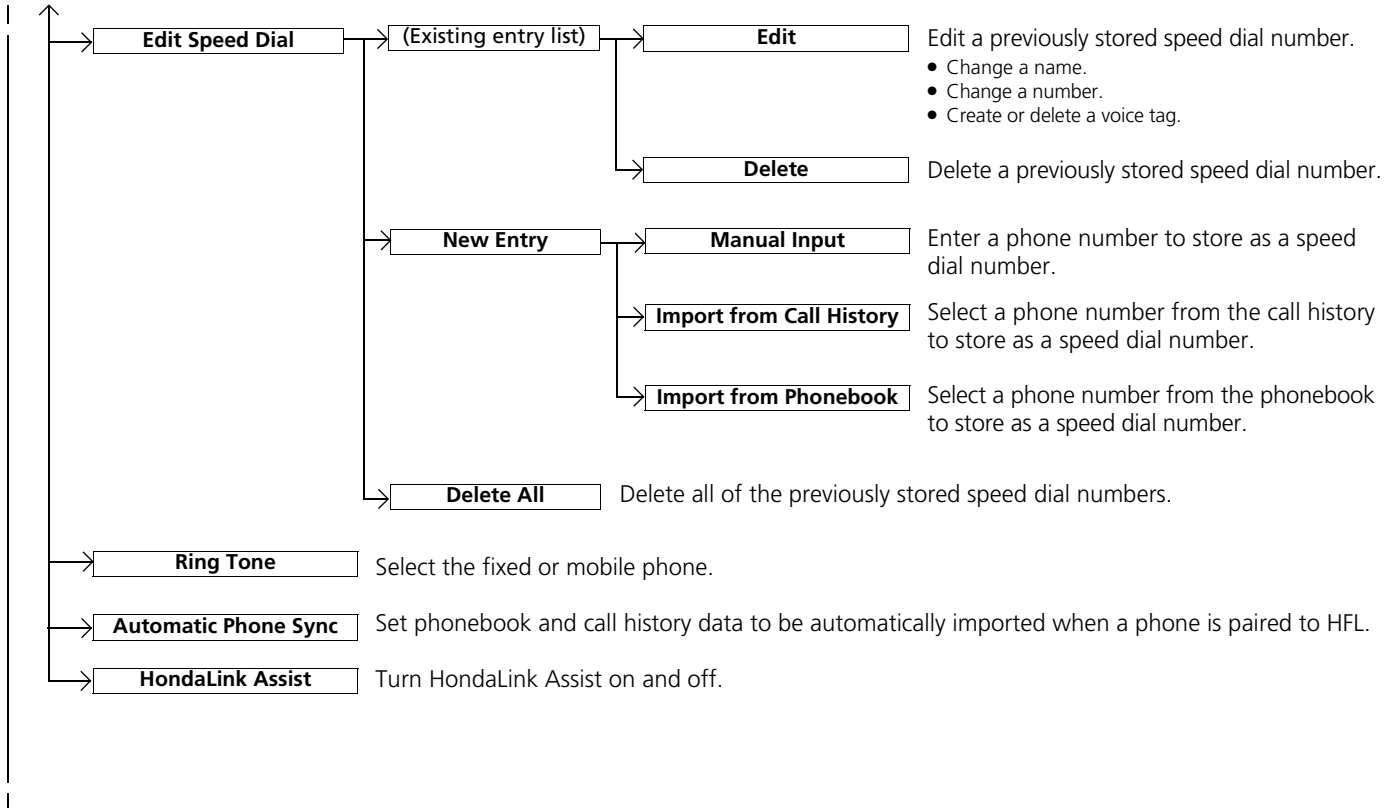 Edit Speed Dial
(Existing entry list)
Edit
Edit a previously stored speed dial number.
• Change a name.
• Change a number.
• Create or delete a voice tag.
Delete
Delete a previously stored speed dial number.
New Entry
Manual Input
Enter a phone number to store as a speed
dial number.
Import from Call History
Select a phone number from the call history
to store as a speed dial number.
Import from Phonebook
Select a phone number from the phonebook
to store as a speed dial number.
Delete All
Delete all of the previously stored speed dial numbers.
Ring Tone
Select the fixed or mobile phone.
Automatic Phone Sync
Set phonebook and call history data to be automatically imported when a phone is paired to HFL.
HondaLink Assist
Turn HondaLink Assist on and off.